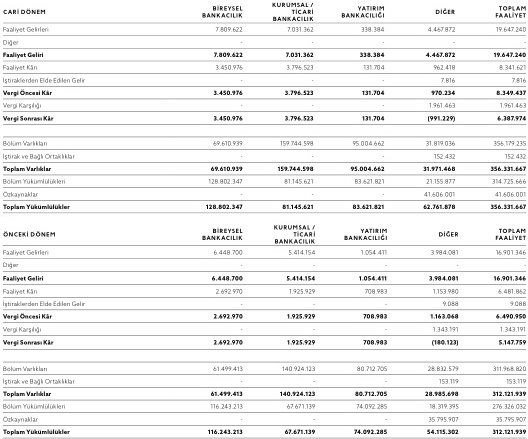 CARİ DÖNEM BİREYSEL BANKACILIK KURUMSAL / TİCARİ BANKACILIK YATIRIM BANKACILIĞI DİĞER TOPLAM FAALİYET
Faaliyet Gelirleri 7.809.622 7.031.362 338.384 4.467.872 19.647.240
Diğer - - - - -
Faaliyet Geliri 7.809.622 7.031.362 338.384 4.467.872 19.647.240
Faaliyet Kârı 3.450.976 3.796.523 131.704 962.418 8.341.621
İştiraklerden Elde Edilen Gelir - - - 7.816 7.816
Vergi Öncesi Kâr 3.450.976 3.796.523 131.704 970.234 8.349.437
Vergi Karşılığı - - - 1.961.463 1.961.463
Vergi Sonrası Kâr 3.450.976 3.796.523 131.704 (991.229) 6.387.974
Bölüm Varlıkları 69.610.939 159.744.598 95.004.662 31.819.036 356.179.235
İştirak ve Bağlı Ortaklıklar - - - 152.432 152.432
Toplam Varlıklar 69.610.939 159.744.598 95.004.662 31.971.468 356.331.667
Bölüm Yükümlülükleri 128.802.347 81.145.621 83.621.821 21.155.877 314.725.666
Özkaynaklar - - - 41.606.001 41.606.001
Toplam Yükümlülükler 128.802.347 81.145.621 83.621.821 62.761.878 356.331.667
ÖNCEKİ DÖNEM BİREYSEL BANKACILIK KURUMSAL / TİCARİ BANKACILIK YATIRIM BANKACILIĞI DİĞER TOPLAM FAALİYET
Faaliyet Gelirleri 6.448.700 5.414.154 1.054.411 3.984.081 16.901.346
Diğer - - - - -
Faaliyet Geliri 6.448.700 5.414.154 1.054.411 3.984.081 16.901.346
Faaliyet Kârı 2.692.970 1.925.929 708.983 1.153.980 6.481.862
İştiraklerden Elde Edilen Gelir - - - 9.088 9.088
Vergi Öncesi Kâr 2.692.970 1.925.929 708.983 1.163.068 6.490.950
Vergi Karşılığı - - - 1.343.191 1.343.191
Vergi Sonrası Kâr 2.692.970 1.925.929 708.983 (180.123) 5.147.759
Bölüm Varlıkları 61.499.413 140.924.123 80.712.705 28.832.579 311.968.820
İştirak ve Bağlı Ortaklıklar - - - 153.119 153.119
Toplam Varlıklar 61.499.413 140.924.123 80.712.705 28.985.698 312.121.939
Bölüm Yükümlülükleri 116.243.213 67.671.139 74.092.285 18.319.395 276.326.032
Özkaynaklar - - - 35.795.907 35.795.907
Toplam Yükümlülükler 116.243.213 67.671.139 74.092.285 54.115.302 312.121.939